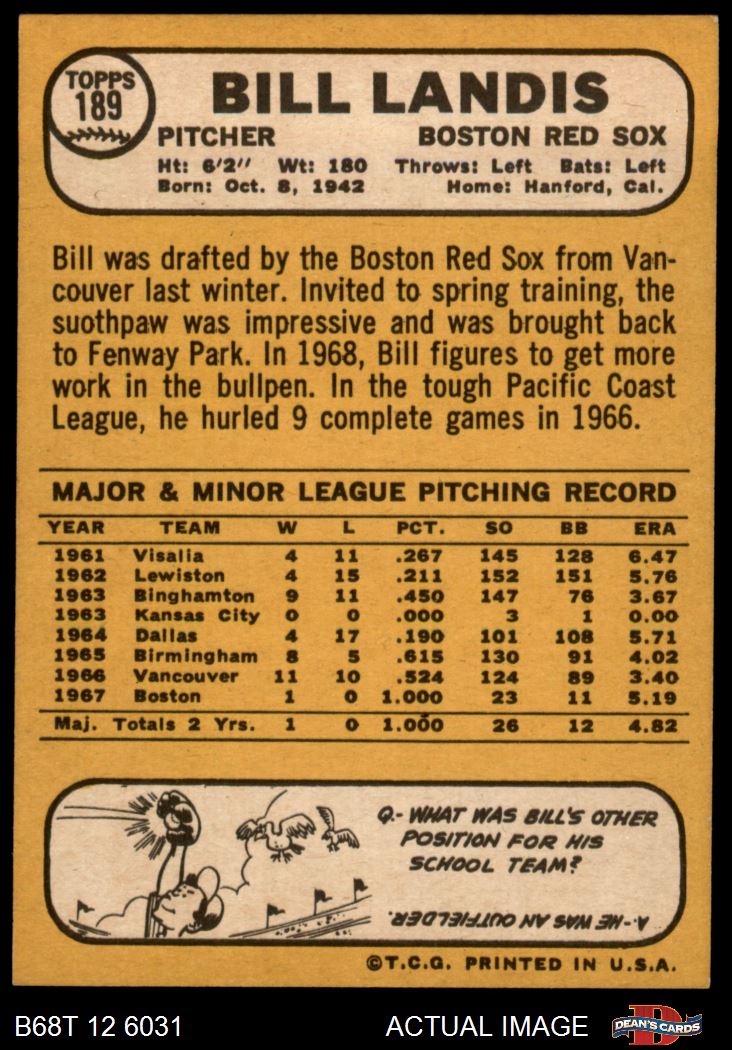 TOPPS
189
BILL LANDIS
PITCHER BOSTON RED SOX
Ht: 6'2" Wt: 180 Throws: Left Bats: Left
Born: Oct. 8, 1942 Home: Hanford, Cal.
Bill was drafted by the Boston Red Sox from Van-
couver last winter. Invited to spring training, the
suothpaw was impressive and was brought back
to Fenway Park. In 1968, Bill figures to get more
work in the bullpen. In the tough Pacific Coast
League, he hurled 9 complete games in 1966.
MAJOR & MINOR LEAGUE PITCHING RECORD
YEAR TEAM W L PCT. SO BB ERA
1961 Visalia 4 11 .267 145 128 6.47
1962 Lewiston 4 15 .211 152 151 5.76
1963 Binghamton 9 11 .450 147 76 3.67
1963 Kansas City 0 0 .000 3 1 0.00
1964 Dallas 4 17 .190 101 108 5.71
1965 Birmingham 8 5 .615 130 91 4.02
1966 Vancouver 11 10 .524 124 89 3.40
1967 Boston 1 0 1.000 23 11 5.19
Maj. Totals 2 Yrs. 1 0 1.000 26 12 4.82
Q.- WHAT WAS BILL'S OTHER
POSITION FOR HIS
SCHOOL TEAM?
A.- HE WAS AN OUTFIELDER.
©T.C.G. PRINTED IN U.S.A.
B68T 12 6031 ACTUAL IMAGE
D
DEAN'S CARDS